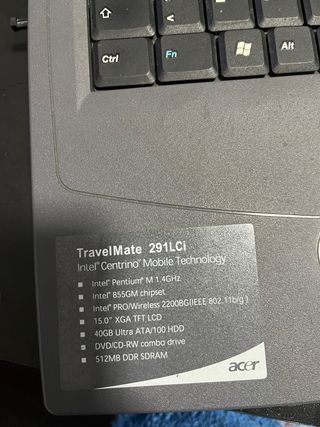 Ctrl
Fn
Alt
TravelMate 291LCi
Intel® Centrino™ Mobile Technology
Intel® Pentium® M 1.4GHz
Intel® 855GM chipset
Intel® PRO/Wireless 2200BG(IEEE 802.11b/g)
15.0" XGA TFT LCD
40GB Ultra ATA/100 HDD
DVD/CD-RW combo drive
512MB DDR SDRAM
acer